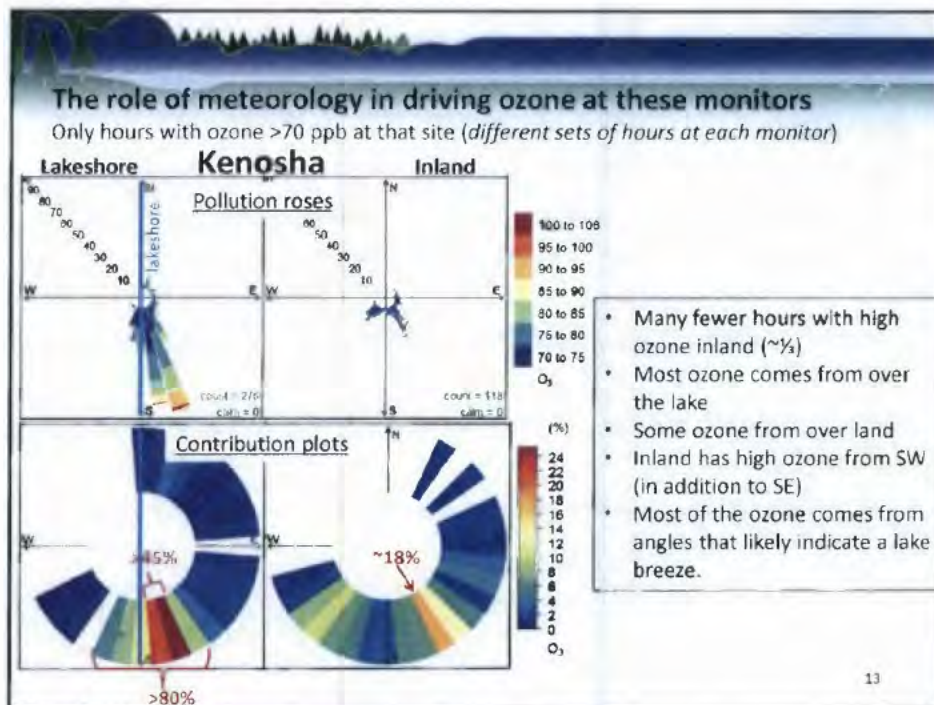 The role of meteorology in driving ozone at these monitors
Only hours with ozone >70 ppb at that site (different sets of hours at each monitor)
Lakeshore Kenosha Inland
Pollution roses
90
80
70
60
50
40
30
20
10
lakeshore
W
E
S
60
50
40
30
20
10
N
W
E
S
count = 0
calm = 0
100 to 106
95 to 100
90 to 95
85 to 90
80 to 85
75 to 80
70 to 75
O₃
Contribution plots
W
E
>45%
>80%
N
W
~18%
(%)
24
22
20
18
16
14
12
10
8
6
4
2
0
O₃
• Many fewer hours with high
ozone inland (~⅓)
• Most ozone comes from over
the lake
• Some ozone from over land
• Inland has high ozone from SW
(in addition to SE)
• Most of the ozone comes from
angles that likely indicate a lake
breeze.
13